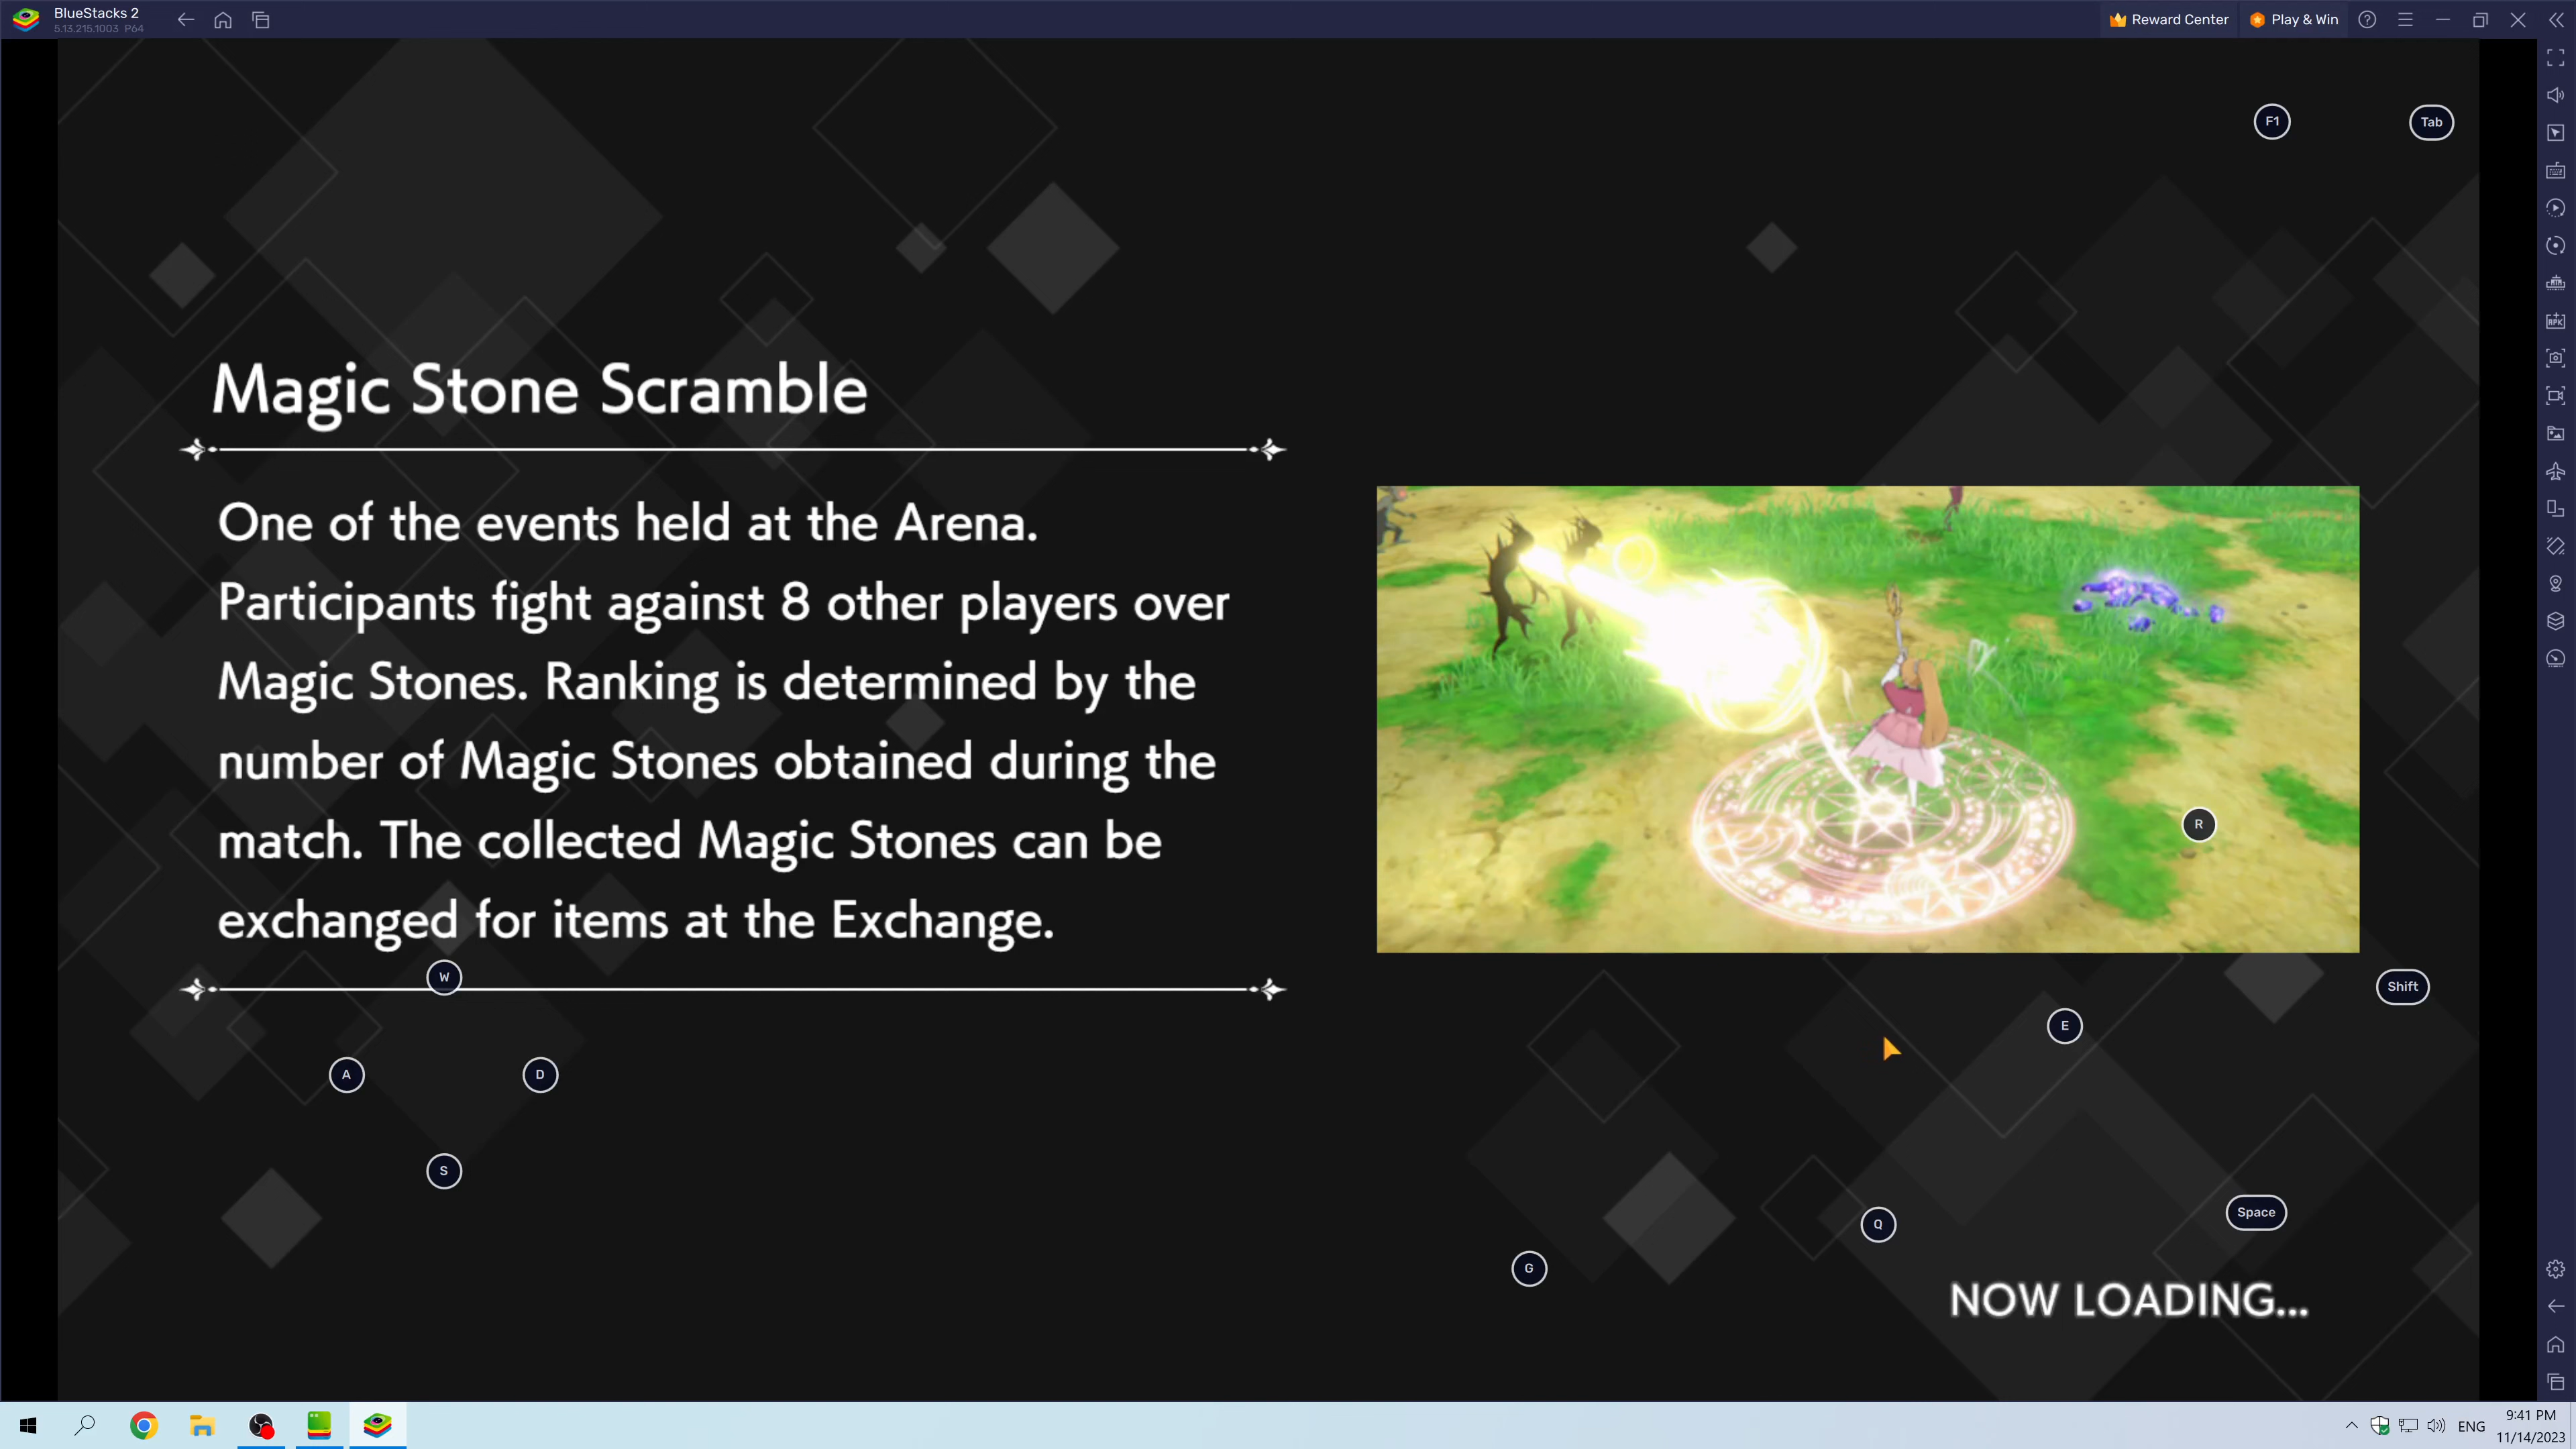 BlueStacks 2
5.13.215.1003 P64
Reward Center
Play & Win
F1
Tab
Magic Stone Scramble
One of the events held at the Arena.
Participants fight against 8 other players over
Magic Stones. Ranking is determined by the
number of Magic Stones obtained during the
match. The collected Magic Stones can be
exchanged for items at the Exchange.
R
W
Shift
E
A
D
S
Space
Q
G
NOW LOADING...
APK
ENG
9:41 PM
11/14/2023